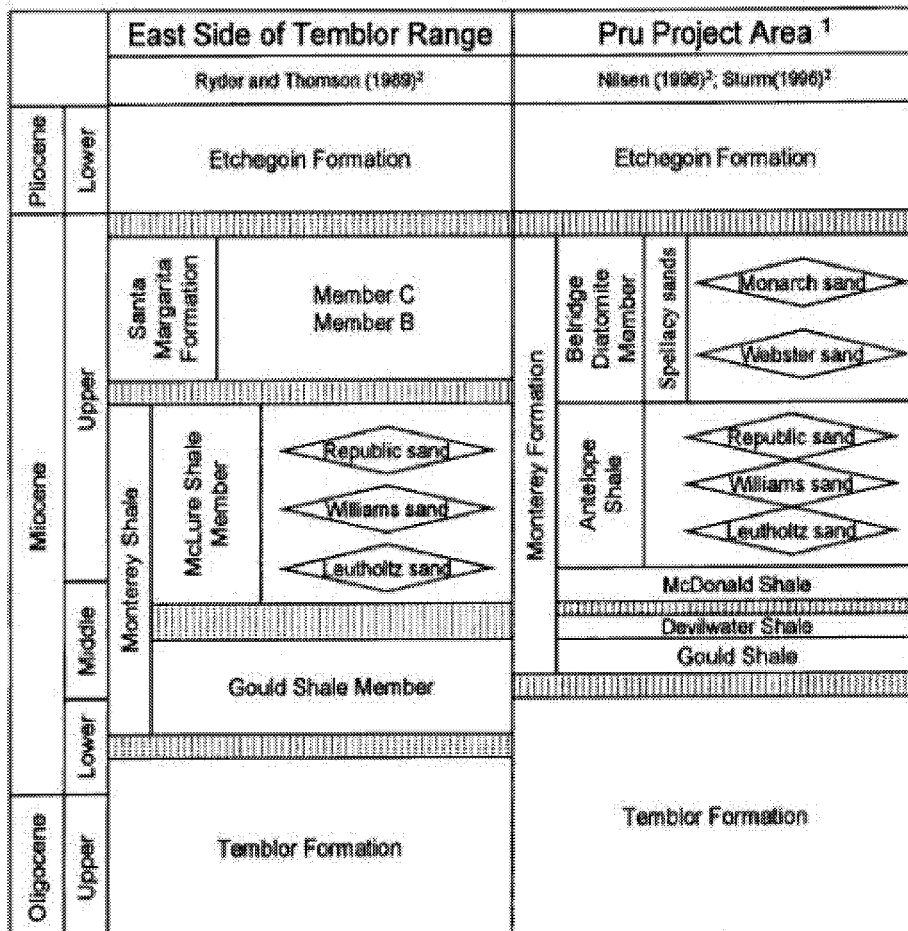 East Side of Temblor Range
Pru Project Area 1
Ryder and Thomson (1969)2
Nilsen (1996)2; Sturm(1996)2
Pliocene
Lower
Etchegoin Formation
Etchegoin Formation
Miocene
Upper
Santa
Margarita
Formation
Member C
Member B
Monterey Formation
Belridge
Diatomite
Member
Spellacy sands
Monarch sand
Webster sand
Monterey Shale
McLure Shale
Member
Republic sand
Williams sand
Leutholtz sand
Antelope
Shale
Republic sand
Williams sand
Leutholtz sand
Middle
McDonald Shale
Devilwater Shale
Gould Shale
Gould Shale Member
Lower
Oligocene
Upper
Temblor Formation
Temblor Formation